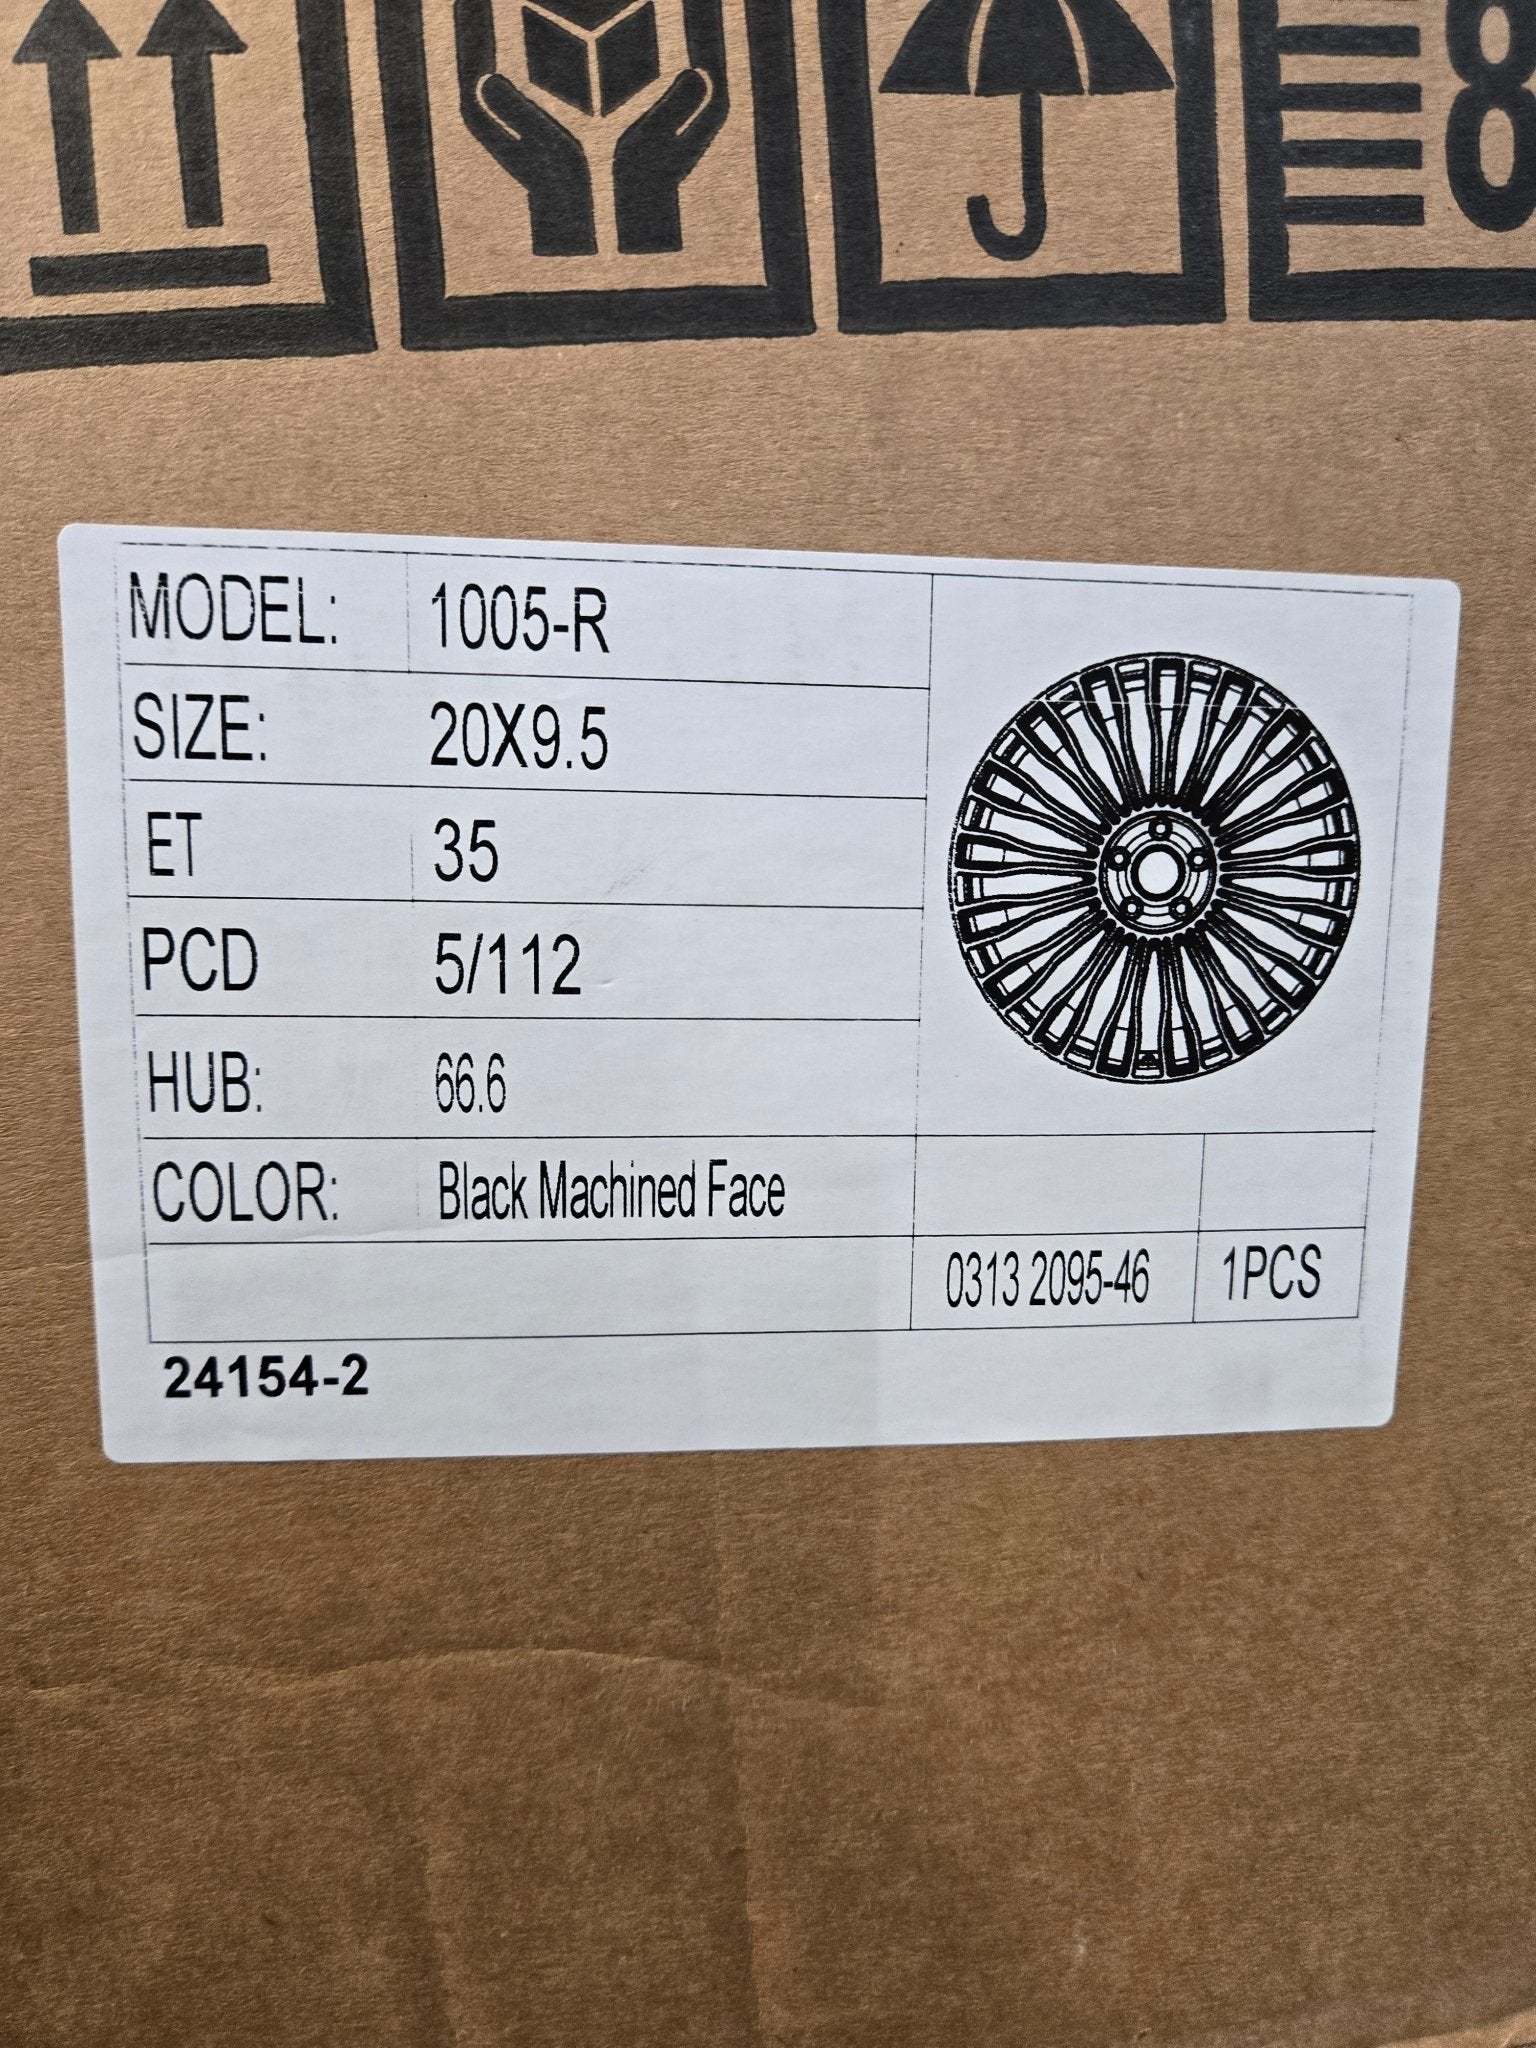 8
MODEL: 1005-R
SIZE: 20X9.5
ET 35
PCD 5/112
HUB: 66.6
COLOR: Black Machined Face
0313 2095-46 1PCS
24154-2